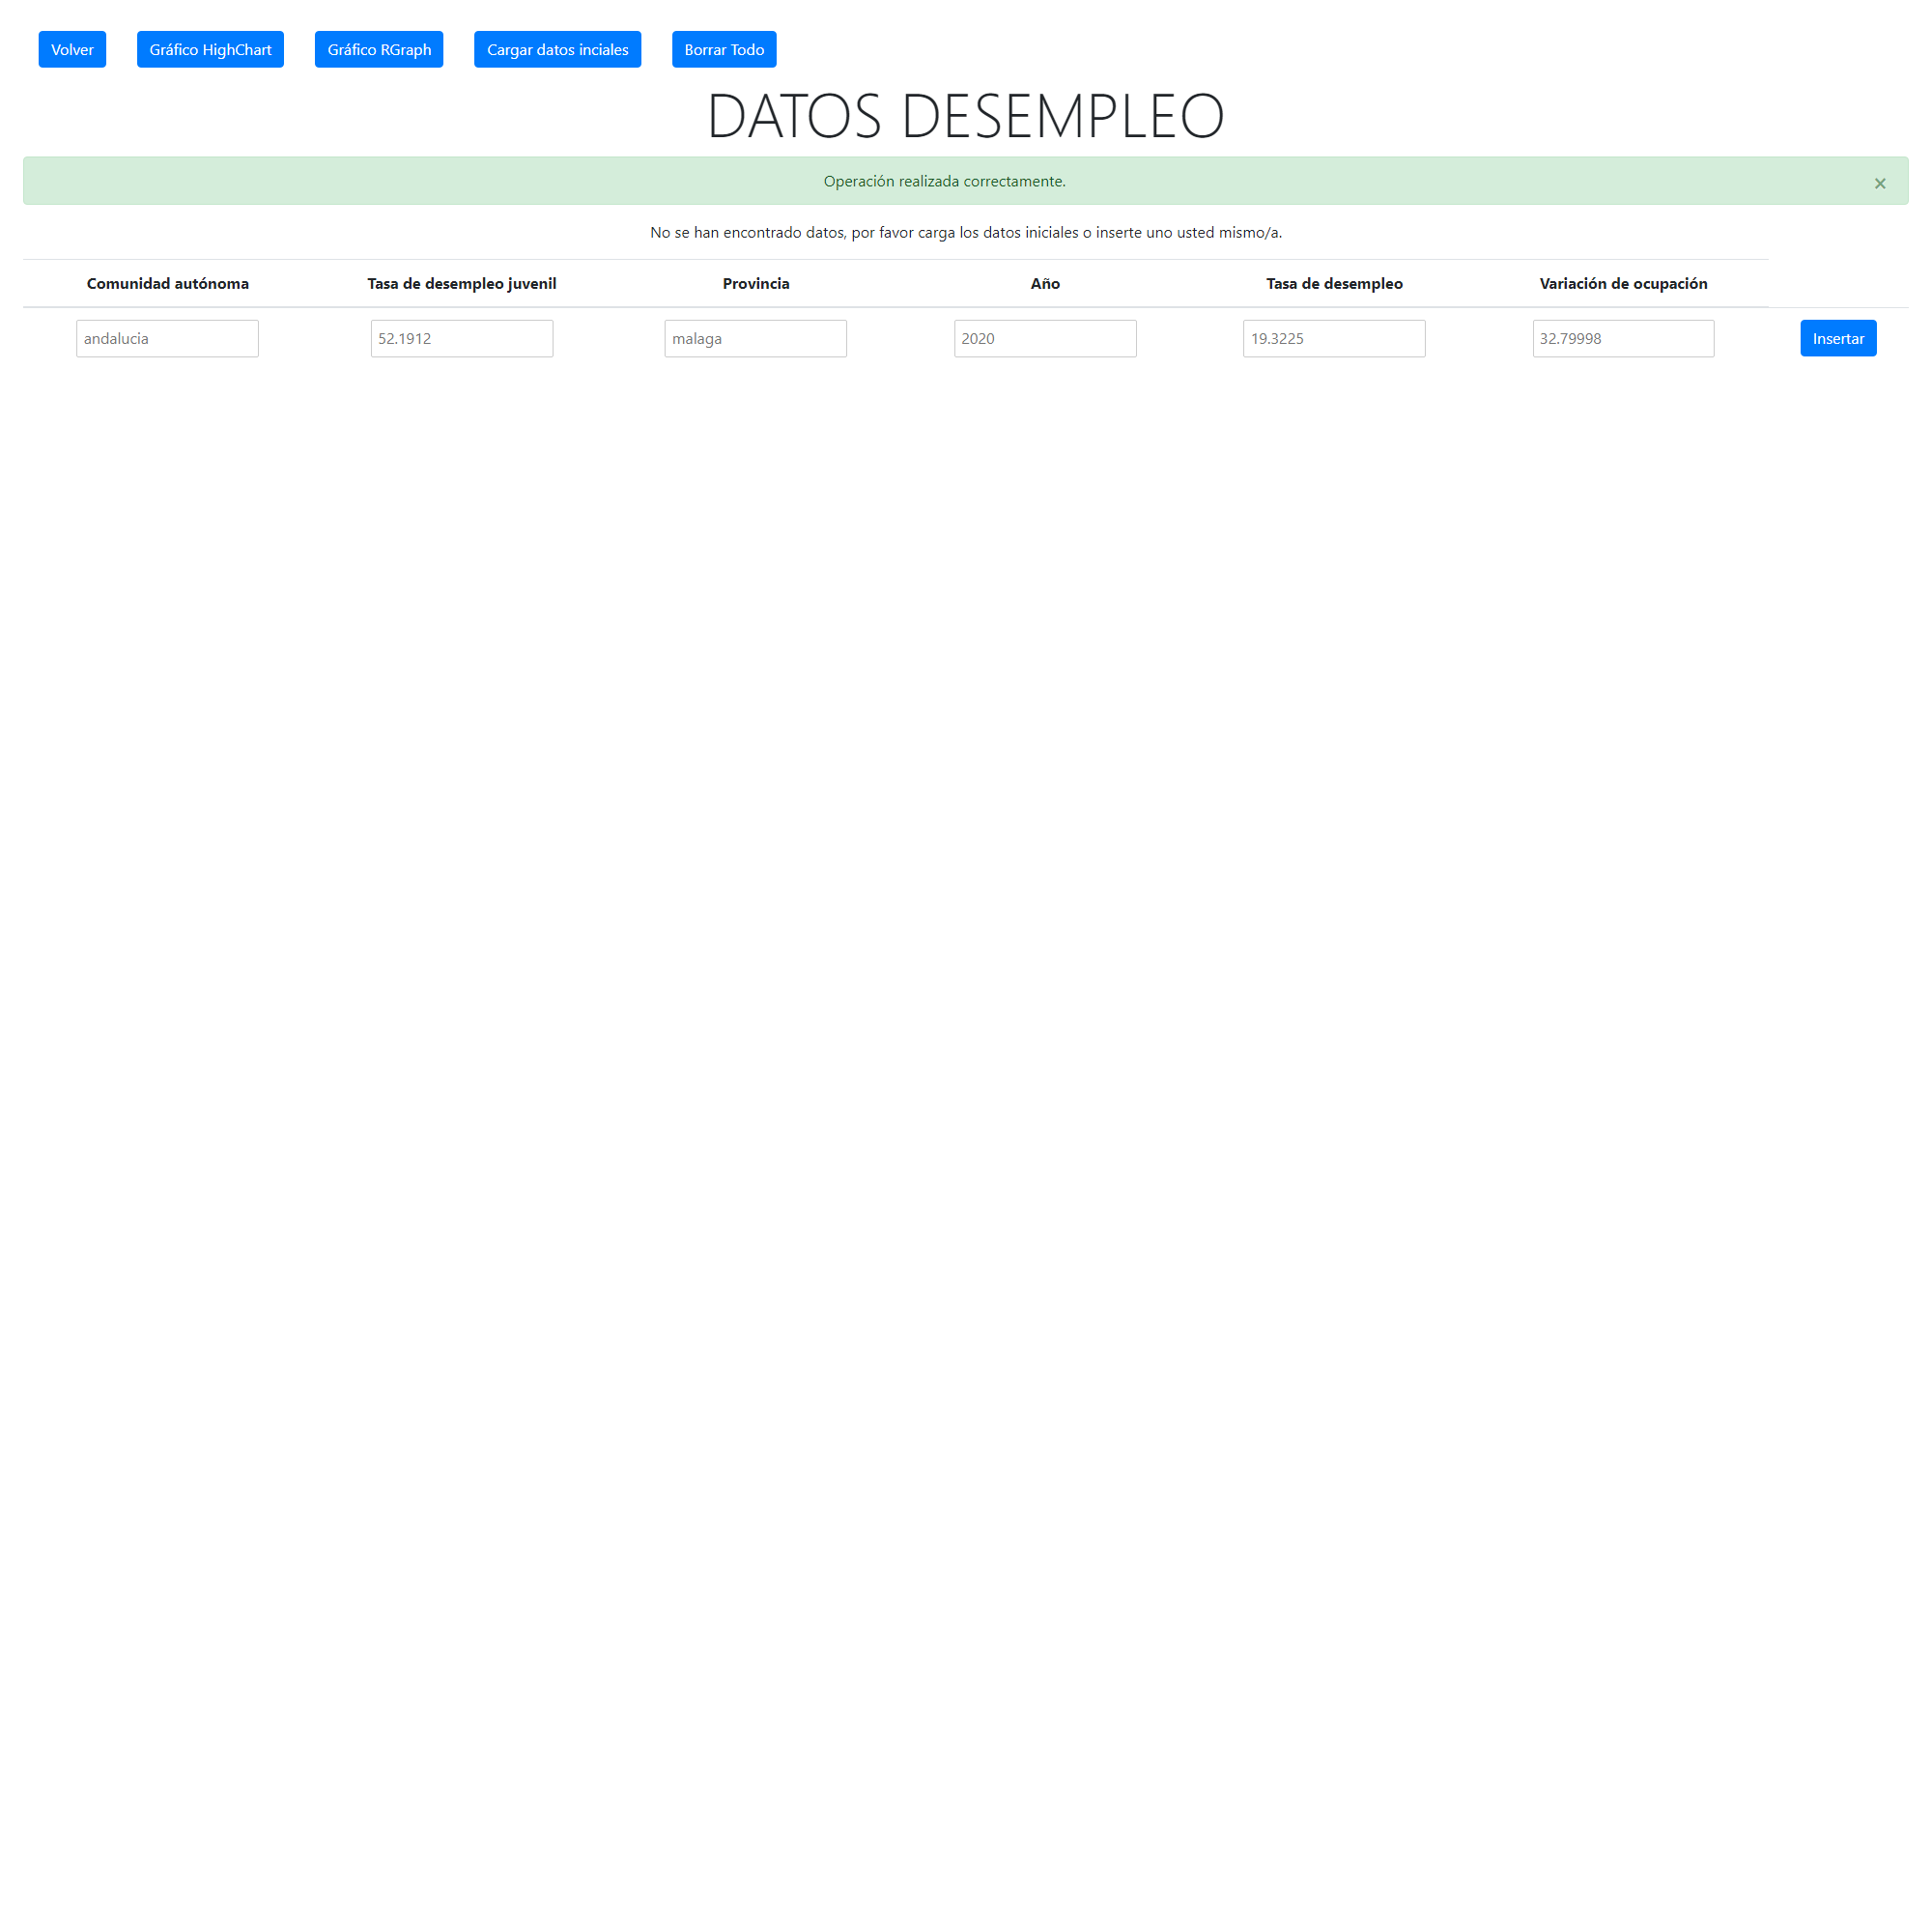 Volver Gráfico HighChart Gráfico RGraph Cargar datos inciales Borrar Todo
DATOS DESEMPLEO
Operación realizada correctamente. ×
No se han encontrado datos, por favor carga los datos iniciales o inserte uno usted mismo/a.
Comunidad autónoma Tasa de desempleo juvenil Provincia Año Tasa de desempleo Variación de ocupación
andalucia 52.1912 malaga 2020 19.3225 32.79998 Insertar